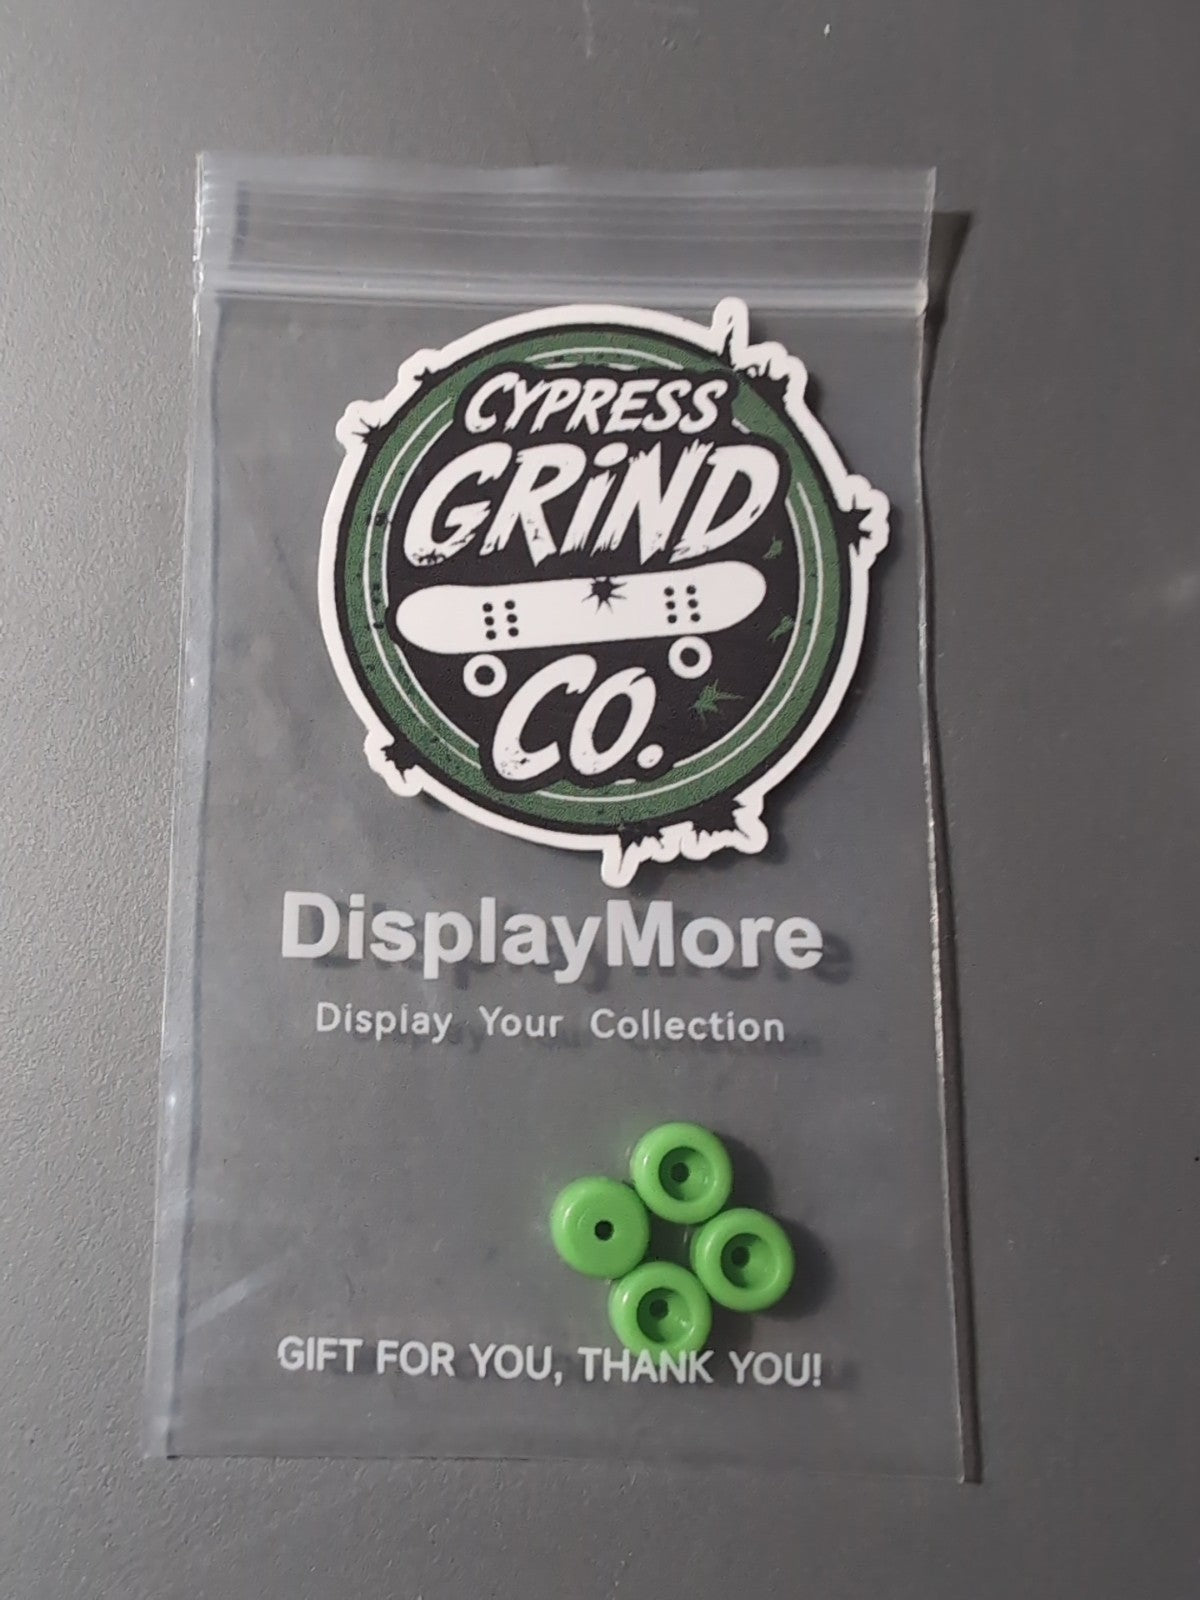 CYPRESS
GRiND
CO.
DisplayMore
Display Your Collection
GIFT FOR YOU, THANK YOU!